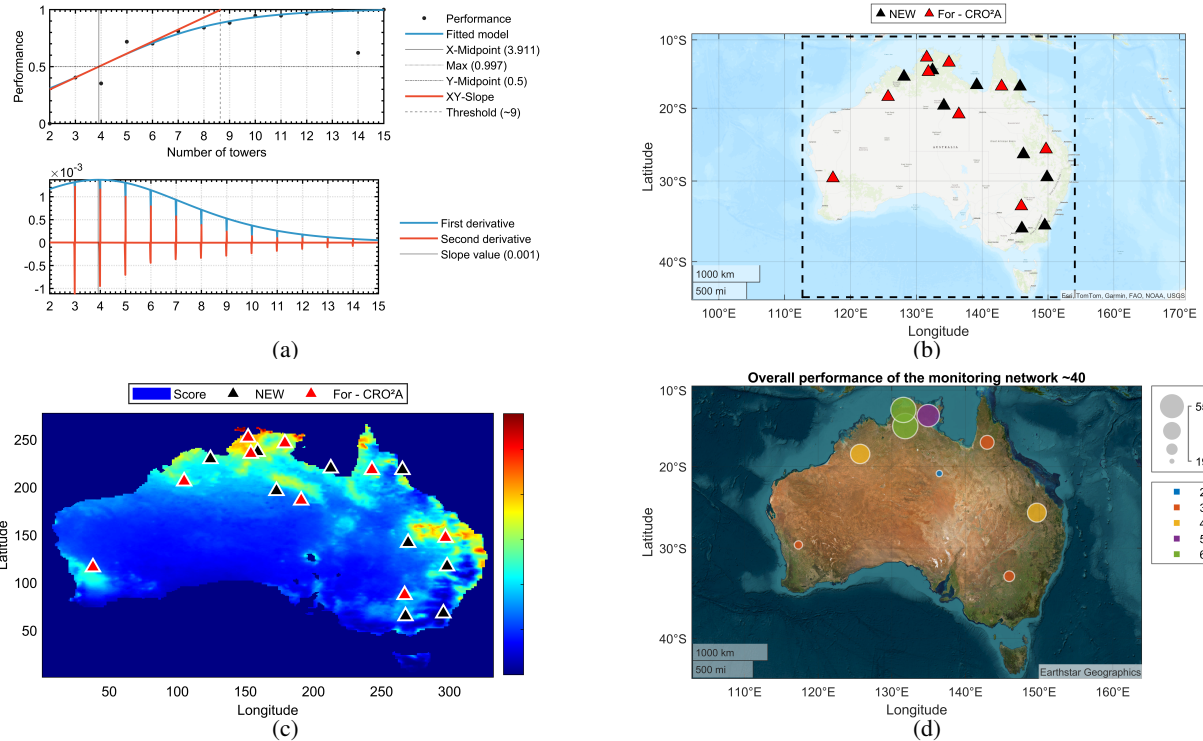 1
0.5
0
Performance
2 3 4 5 6 7 8 9 10 11 12 13 14 15
Number of towers
Performance
Fitted model
X-Midpoint (3.911)
Max (0.997)
Y-Midpoint (0.5)
XY-Slope
Threshold (~9)
×10⁻³
1
0.5
0
-0.5
-1
2 3 4 5 6 7 8 9 10 11 12 13 14 15
First derivative
Second derivative
Slope value (0.001)
(a)
NEW For - CRO²A
10°S
20°S
30°S
40°S
Latitude
AUSTRALIA
1000 km
500 mi
Esri, TomTom, Garmin, FAO, NOAA, USGS
100°E 110°E 120°E 130°E 140°E 150°E 160°E 170°E
Longitude
(b)
Score NEW For - CRO²A
250
200
150
100
50
Latitude
50 100 150 200 250 300
Longitude
(c)
Overall performance of the monitoring network ~40
10°S
20°S
30°S
40°S
Latitude
1000 km
500 mi
Earthstar Geographics
110°E 120°E 130°E 140°E 150°E 160°E
Longitude
19
2
3
4
5
6
(d)